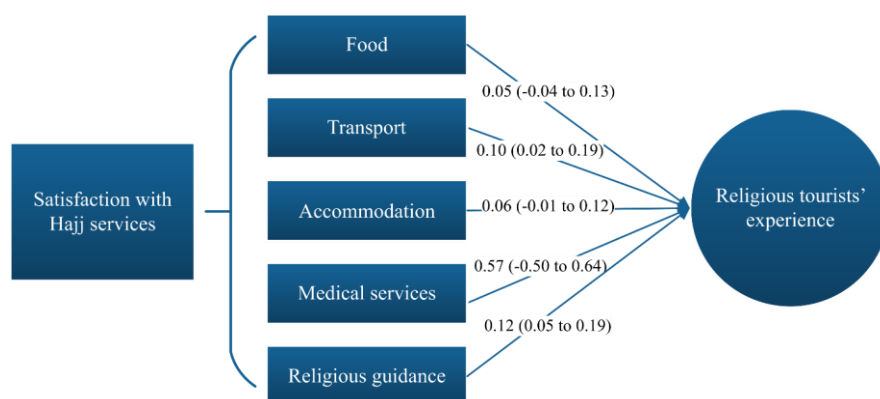 Food
0.05 (-0.04 to 0.13)
Transport
0.10 (0.02 to 0.19)
Satisfaction with
Hajj services
Accommodation
0.06 (-0.01 to 0.12)
Religious tourists’
experience
0.57 (-0.50 to 0.64)
Medical services
0.12 (0.05 to 0.19)
Religious guidance